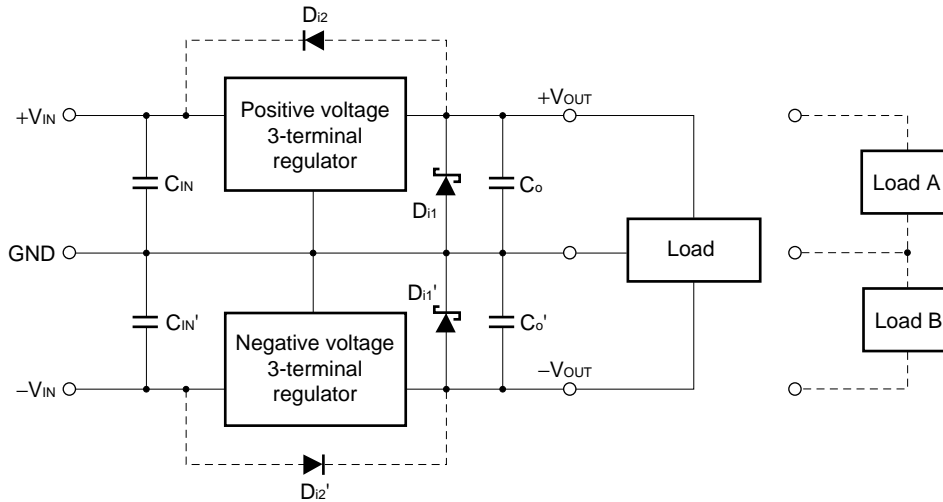 Di2
+VIN
Positive voltage
3-terminal
regulator
+VOUT
CIN
Di1
Co
Load A
GND
Load
CIN'
Negative voltage
3-terminal
regulator
Di1'
Co'
Load B
−VIN
−VOUT
Di2'